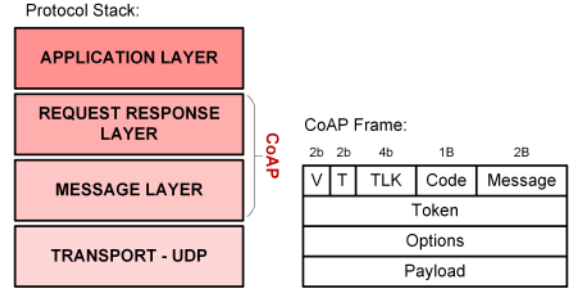 Protocol Stack:
APPLICATION LAYER
REQUEST RESPONSE
LAYER
MESSAGE LAYER
TRANSPORT - UDP
CoAP
CoAP Frame:
2b 2b 4b 1B 2B
V T TLK Code Message
Token
Options
Payload